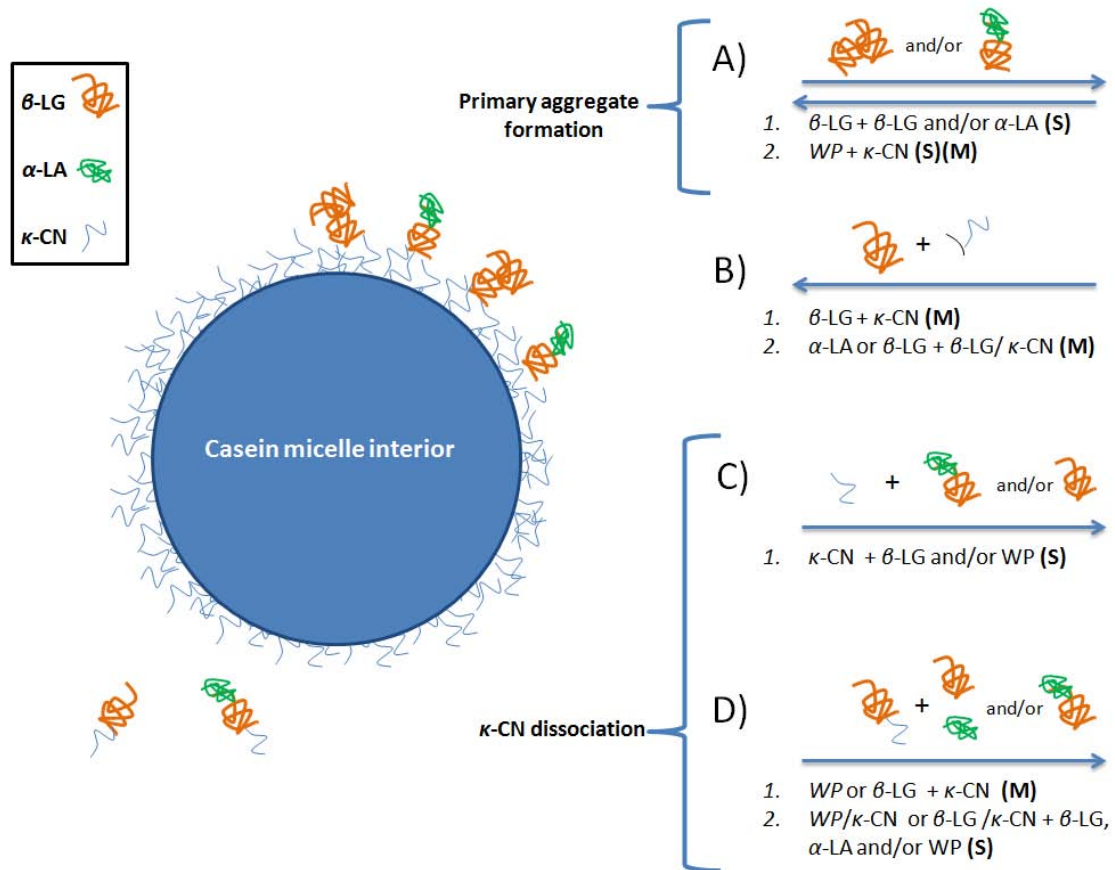 β-LG
α-LA
κ-CN
Casein micelle interior
Primary aggregate
formation
κ-CN dissociation
A)
and/or
1. β-LG + β-LG and/or α-LA (S)
2. WP + κ-CN (S)(M)
B)
+
1. β-LG + κ-CN (M)
2. α-LA or β-LG + β-LG/ κ-CN (M)
C)
+ and/or
1. κ-CN + β-LG and/or WP (S)
D)
+ and/or
1. WP or β-LG + κ-CN (M)
2. WP/κ-CN or β-LG /κ-CN + β-LG,
α-LA and/or WP (S)